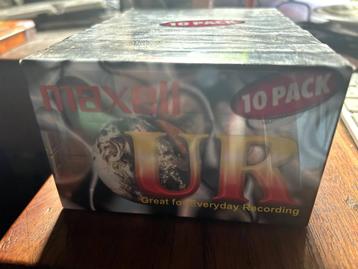 10 PACK
maxell
10 PACK
UR
Great for Everyday Recording